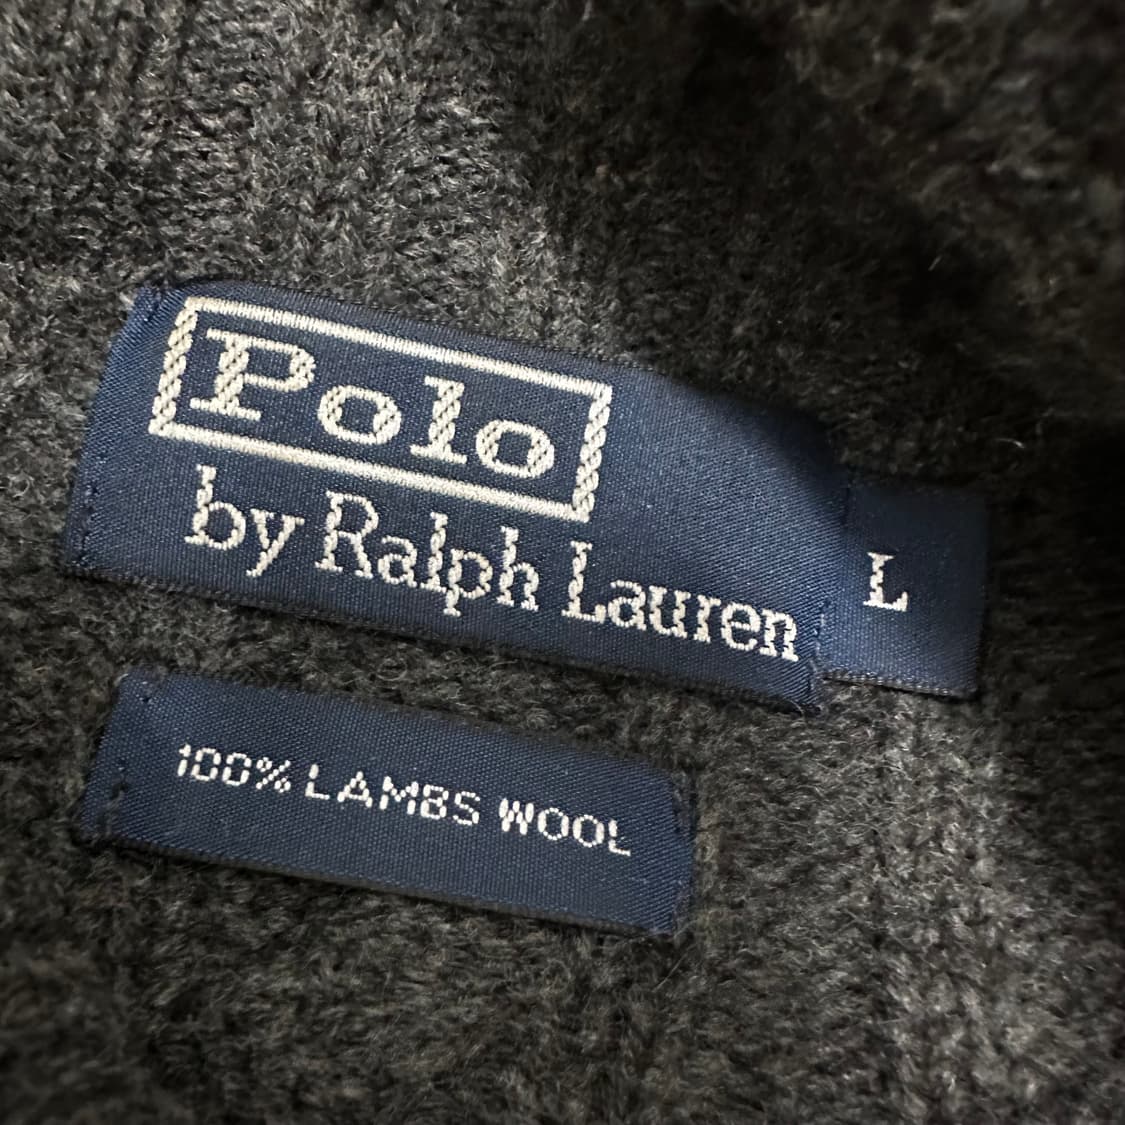 Polo
by Ralph Lauren
L
100% LAMBS WOOL